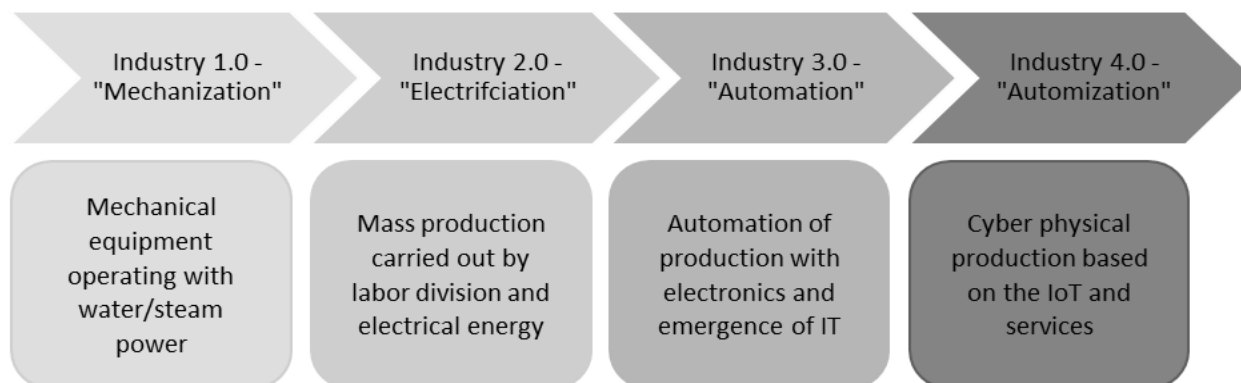 Industry 1.0 -
"Mechanization"
Industry 2.0 -
"Electrifciation"
Industry 3.0 -
"Automation"
Industry 4.0 -
"Automization"
Mechanical
equipment
operating with
water/steam
power
Mass production
carried out by
labor division and
electrical energy
Automation of
production with
electronics and
emergence of IT
Cyber physical
production based
on the IoT and
services